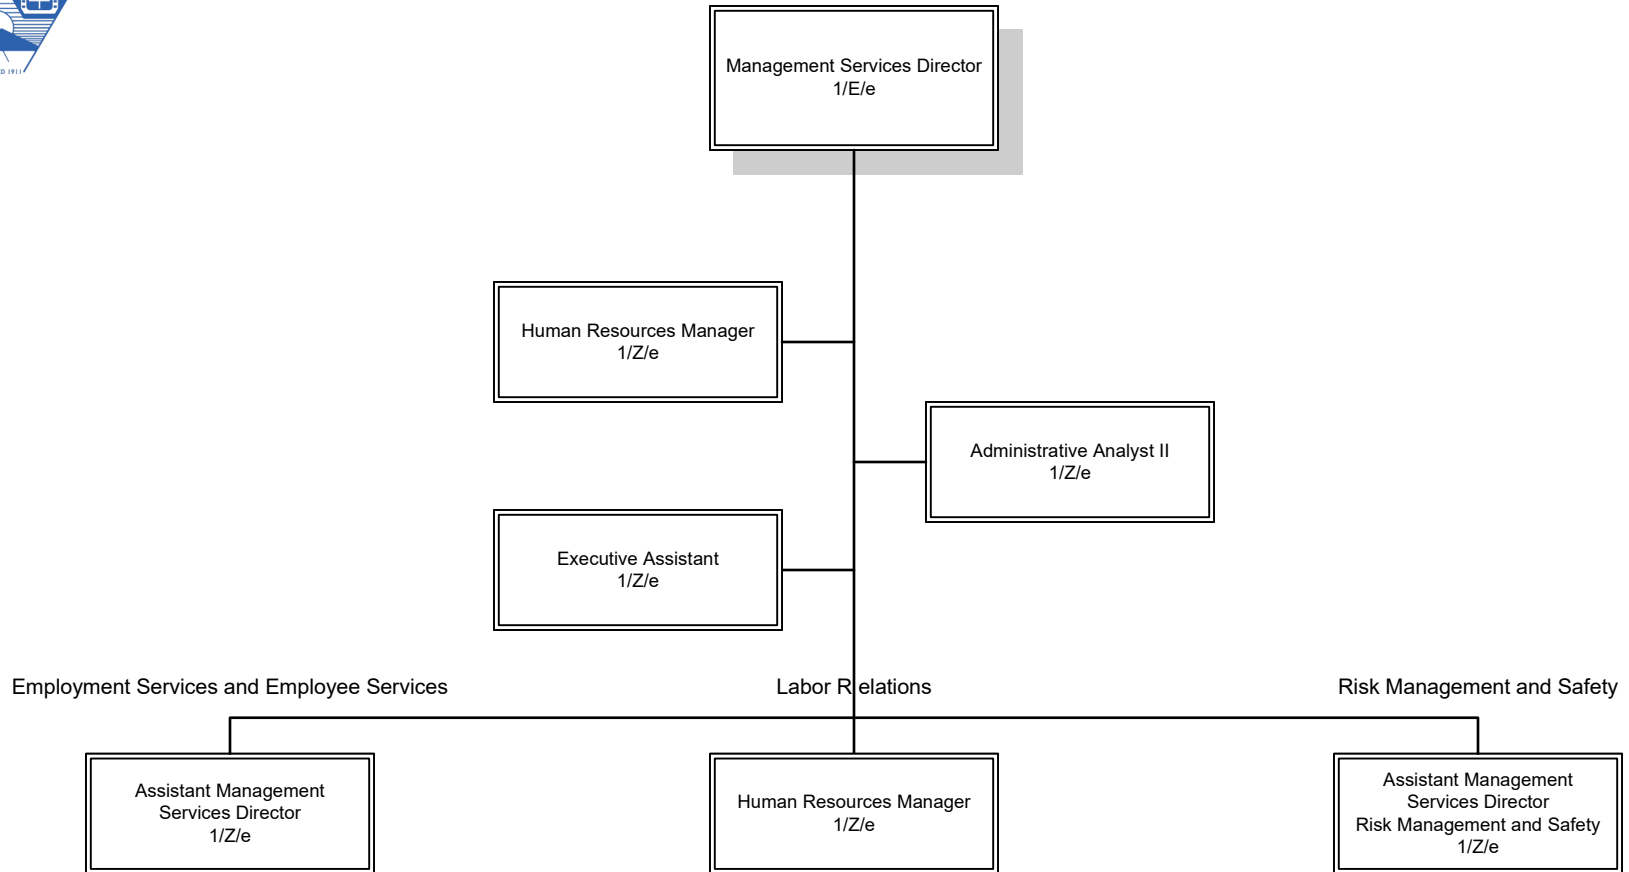 D 1911
Management Services Director
1/E/e
Human Resources Manager
1/Z/e
Administrative Analyst II
1/Z/e
Executive Assistant
1/Z/e
Employment Services and Employee Services
Labor Relations
Risk Management and Safety
Assistant Management
Services Director
1/Z/e
Human Resources Manager
1/Z/e
Assistant Management
Services Director
Risk Management and Safety
1/Z/e